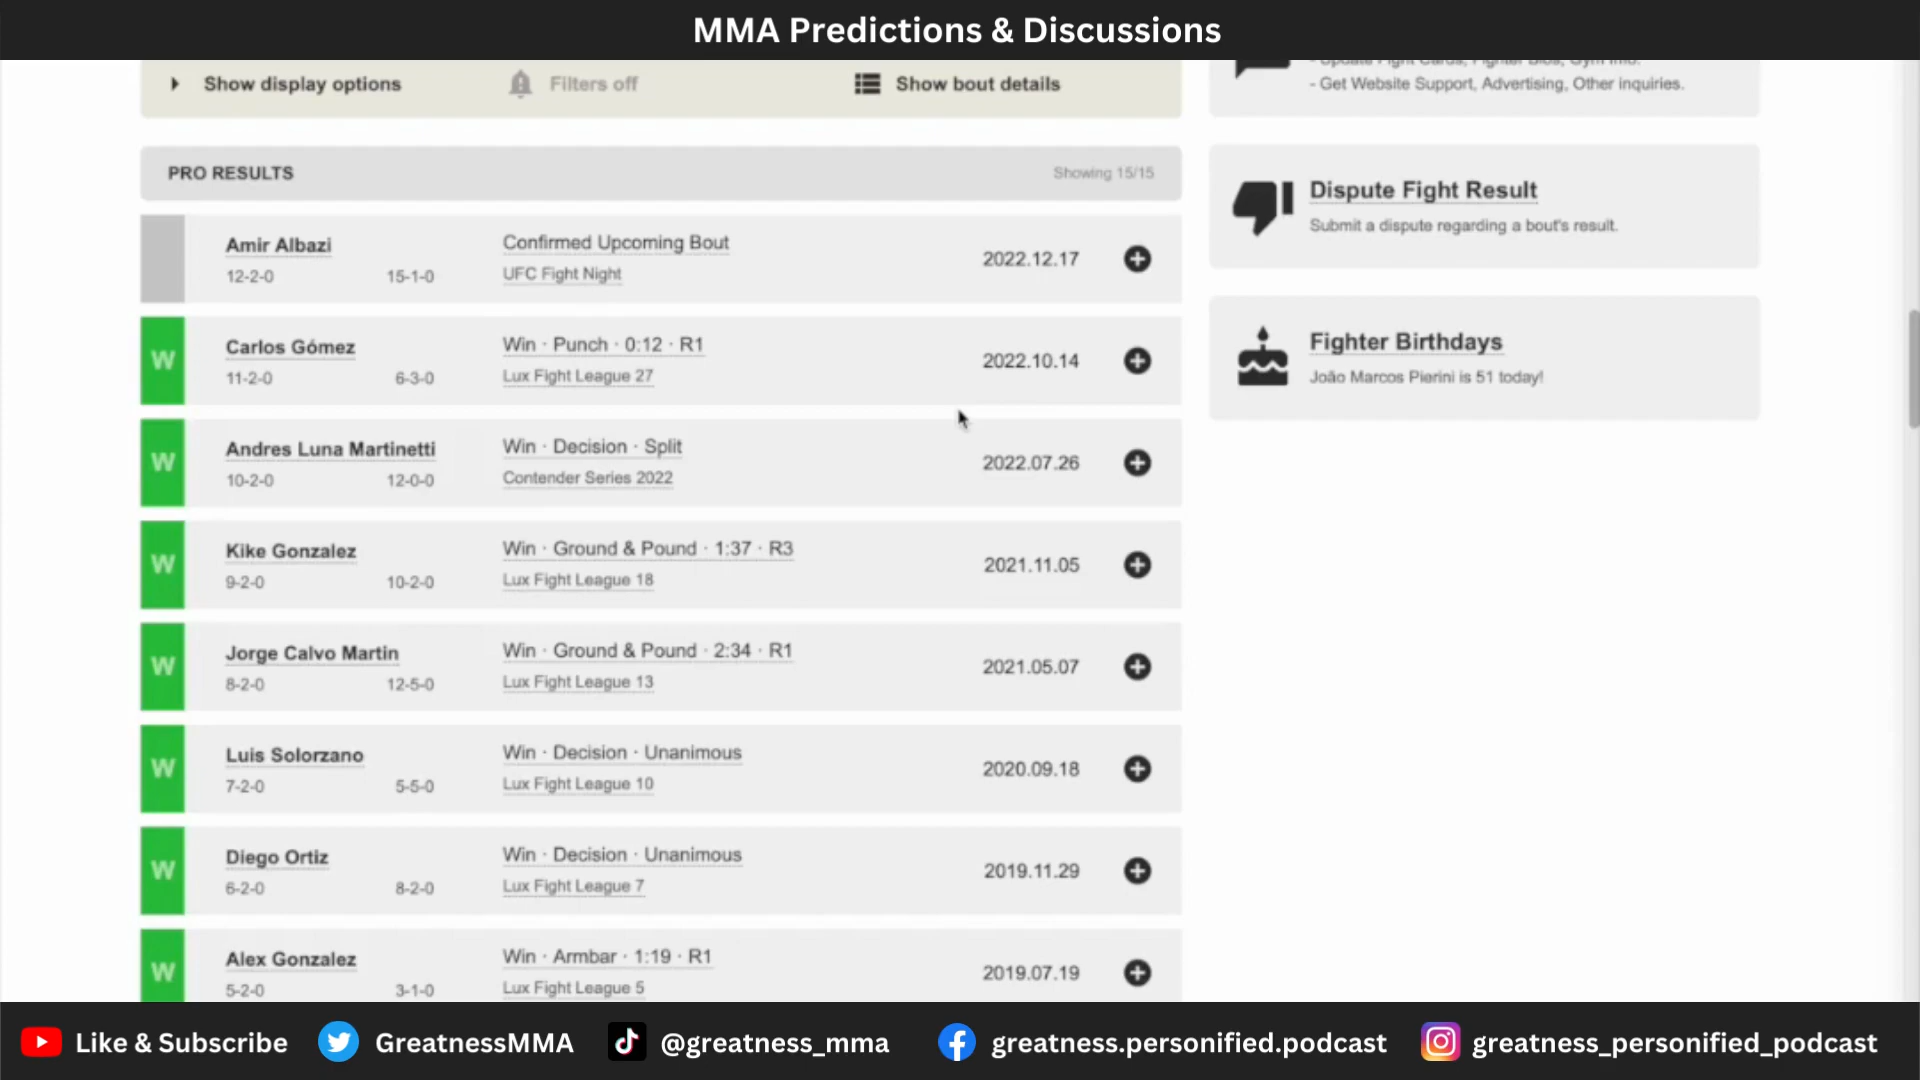 MMA Predictions & Discussions
Show display options
Filters off
Show bout details
- Update Fight Cards, Fighter Bios, Gym Info.
- Get Website Support, Advertising, Other inquiries.
PRO RESULTS
Showing 15/15
Amir Albazi
12-2-0 15-1-0
Confirmed Upcoming Bout
UFC Fight Night
2022.12.17
W
Carlos Gómez
11-2-0 6-3-0
Win · Punch · 0:12 · R1
Lux Fight League 27
2022.10.14
W
Andres Luna Martinetti
10-2-0 12-0-0
Win · Decision · Split
Contender Series 2022
2022.07.26
W
Kike Gonzalez
9-2-0 10-2-0
Win · Ground & Pound · 1:37 · R3
Lux Fight League 18
2021.11.05
W
Jorge Calvo Martin
8-2-0 12-5-0
Win · Ground & Pound · 2:34 · R1
Lux Fight League 13
2021.05.07
W
Luis Solorzano
7-2-0 5-5-0
Win · Decision · Unanimous
Lux Fight League 10
2020.09.18
W
Diego Ortiz
6-2-0 8-2-0
Win · Decision · Unanimous
Lux Fight League 7
2019.11.29
W
Alex Gonzalez
5-2-0 3-1-0
Win · Armbar · 1:19 · R1
Lux Fight League 5
2019.07.19
Dispute Fight Result
Submit a dispute regarding a bout's result.
Fighter Birthdays
João Marcos Pierini is 51 today!
Like & Subscribe
GreatnessMMA
@greatness_mma
greatness.personified.podcast
greatness_personified_podcast